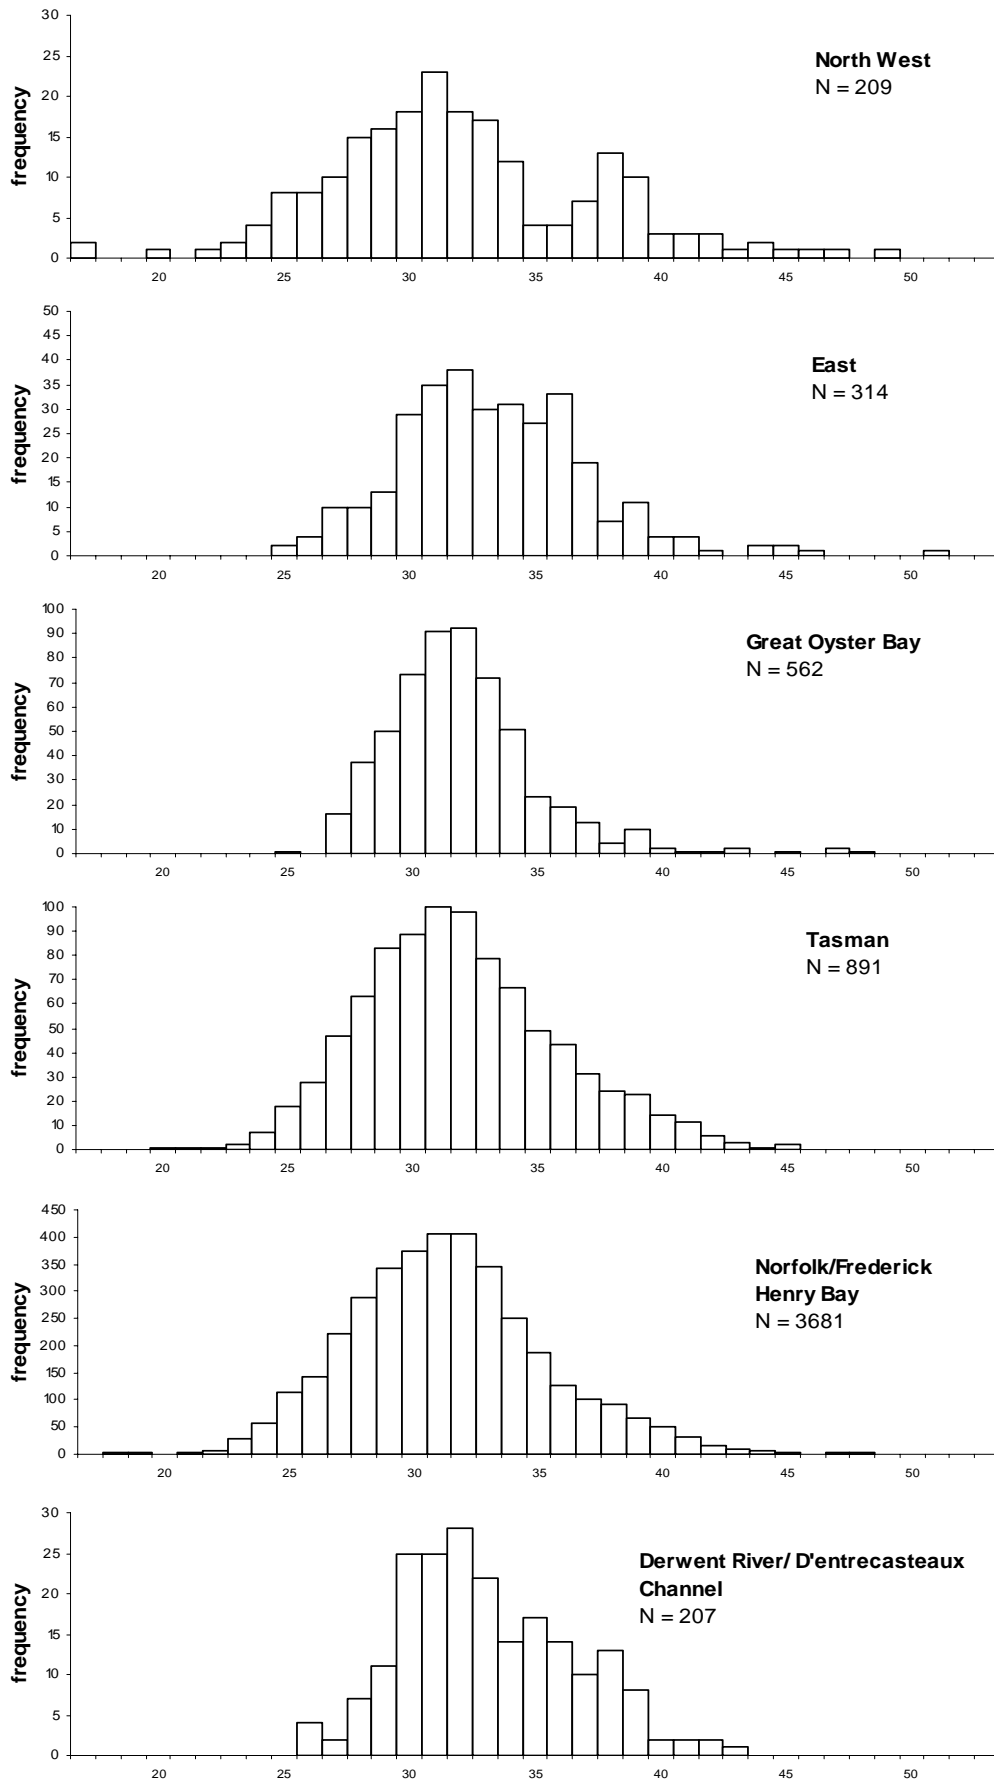 30
25
20
15
10
5
0
frequency
North West
N = 209
20 25 30 35 40 45 50
50
45
40
35
30
25
20
15
10
5
0
frequency
East
N = 314
20 25 30 35 40 45 50
100
90
80
70
60
50
40
30
20
10
0
frequency
Great Oyster Bay
N = 562
20 25 30 35 40 45 50
100
90
80
70
60
50
40
30
20
10
0
frequency
Tasman
N = 891
20 25 30 35 40 45 50
450
400
350
300
250
200
150
100
50
0
frequency
Norfolk/Frederick
Henry Bay
N = 3681
20 25 30 35 40 45 50
30
25
20
15
10
5
0
frequency
Derwent River/ D'entrecasteaux
Channel
N = 207
20 25 30 35 40 45 50